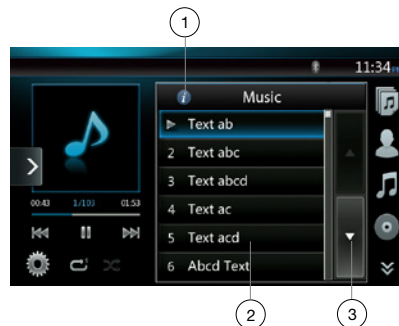 1
11:34
i Music
Text ab
2 Text abc
3 Text abcd
00:43 1/103 01:53
4 Text ac
5 Text acd
6 Abcd Text
2
3